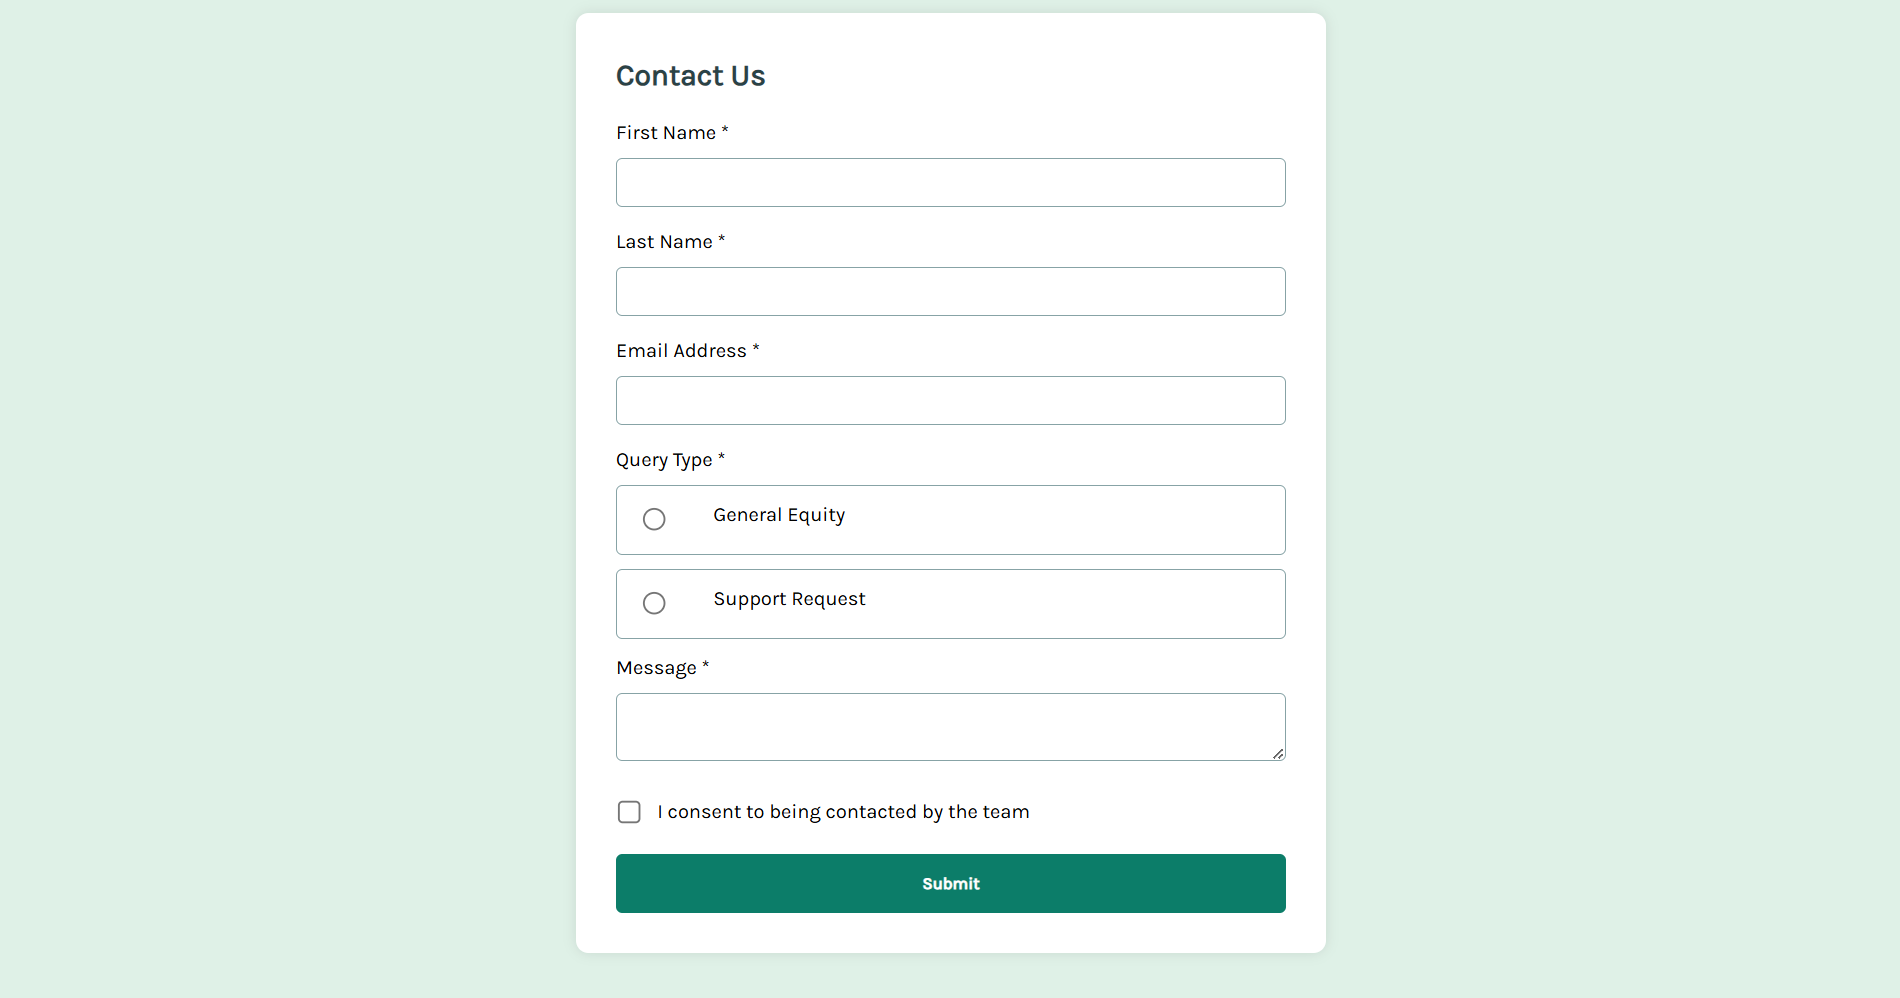 Contact Us
First Name *
Last Name *
Email Address *
Query Type *
General Equity
Support Request
Message *
I consent to being contacted by the team
Submit